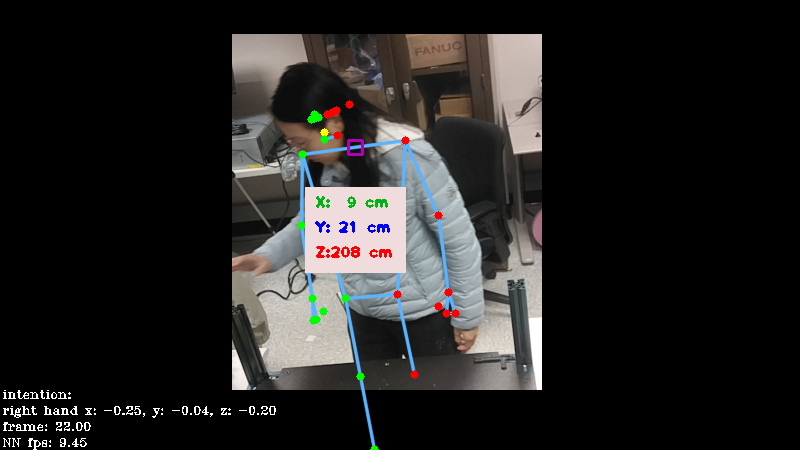 FANUC
X: 9 cm
Y: 21 cm
Z:208 cm
intention:
right hand x: -0.25, y: -0.04, z: -0.20
frame: 22.00
NN fps: 9.45